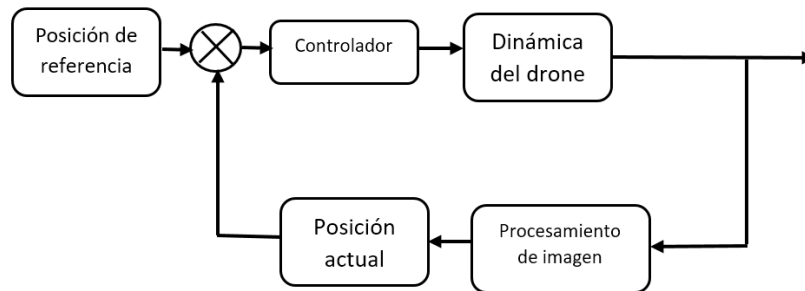 Posición de
referencia
Controlador
Dinámica
del drone
Posición
actual
Procesamiento
de imagen